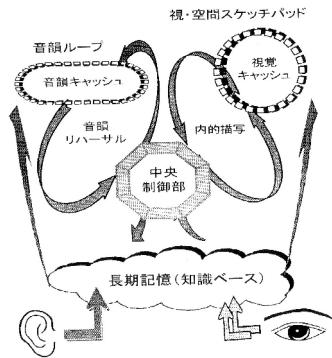 視・空間スケッチパッド
音韻ループ
音韻キャッシュ
視覚
キャッシュ
音韻
リハーサル
内的描写
中央
制御部
長期記憶(知識ベース)